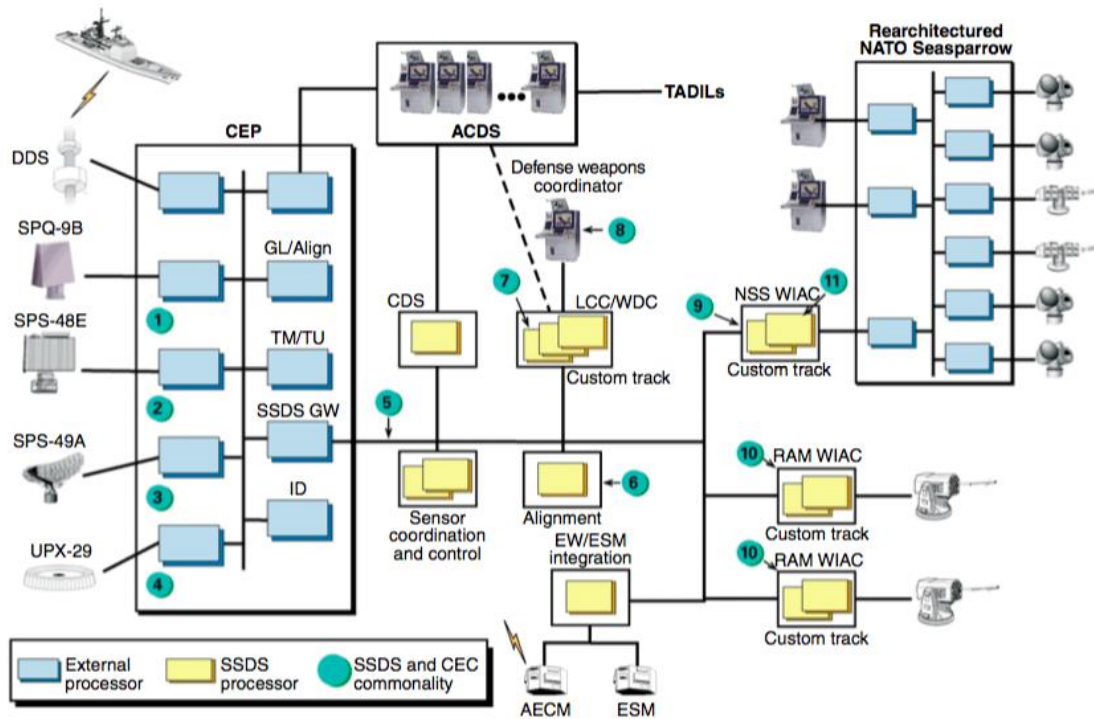 Rearchitectured
NATO Seasparrow
TADILs
ACDS
CEP
DDS
Defense weapons
coordinator
8
SPQ-9B
GL/Align
1
7
LCC/WDC
CDS
9
NSS WIAC
11
SPS-48E
TM/TU
Custom track
Custom track
2
SSDS GW
5
SPS-49A
10
RAM WIAC
6
3
ID
Sensor
coordination
and control
Alignment
Custom track
UPX-29
EW/ESM
integration
10
RAM WIAC
4
Custom track
External
processor
SSDS
processor
SSDS and CEC
commonality
AECM
ESM